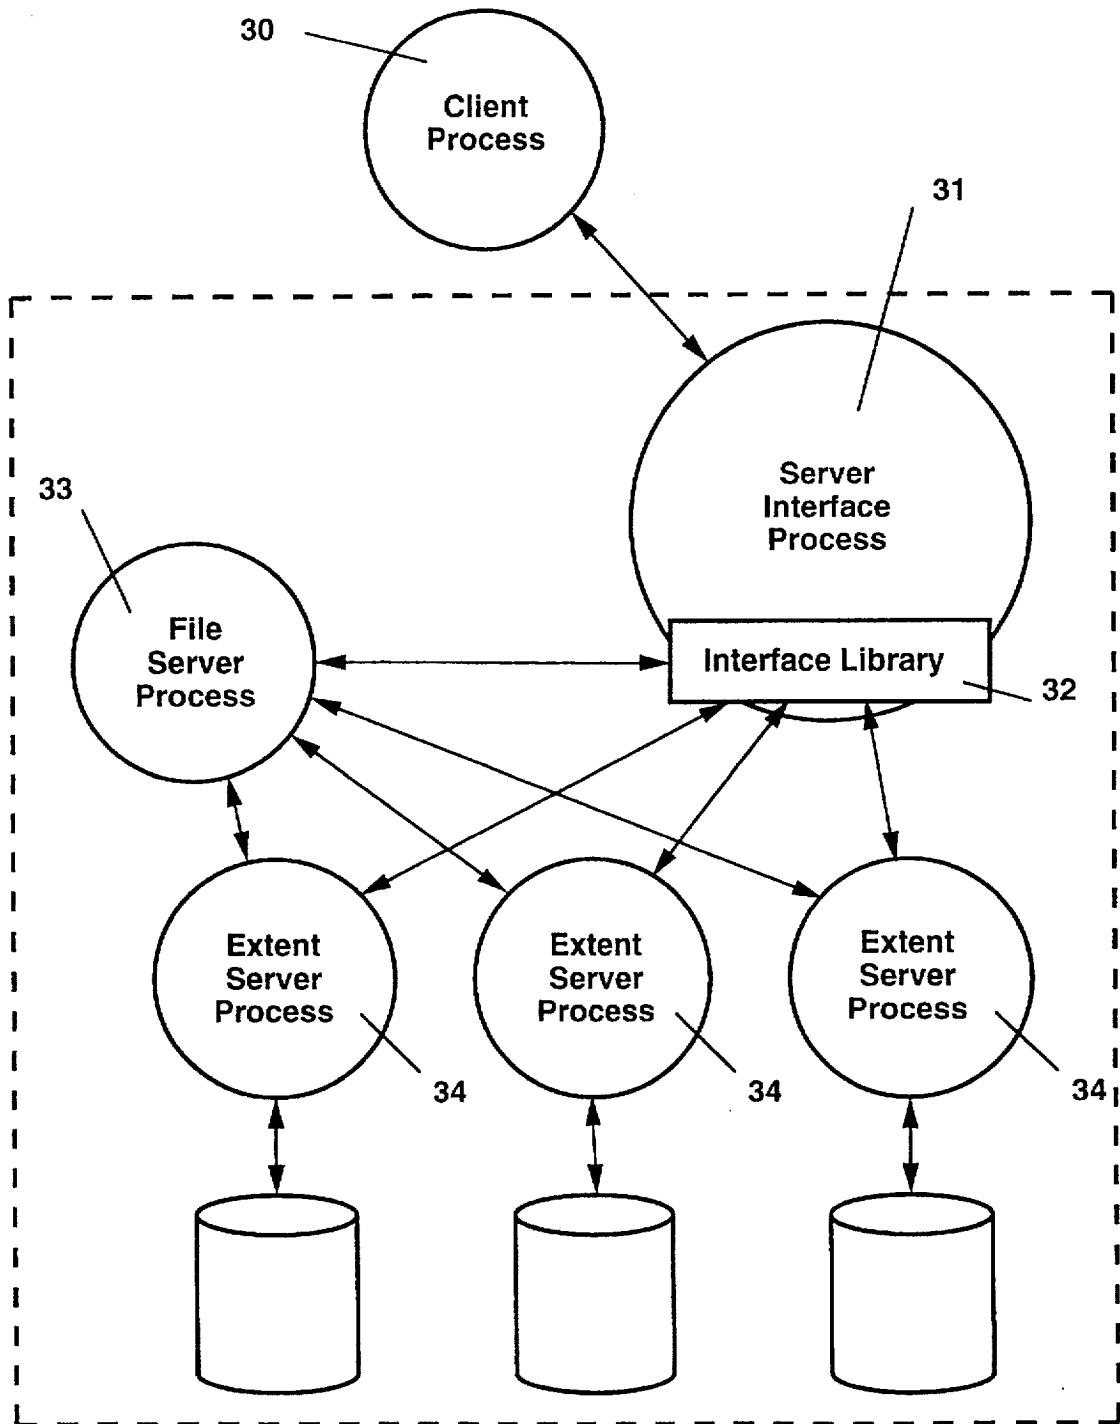 30
Client
Process
31
Server
Interface
Process
33
File
Server
Process
Interface Library
32
Extent
Server
Process
Extent
Server
Process
Extent
Server
Process
34
34
34